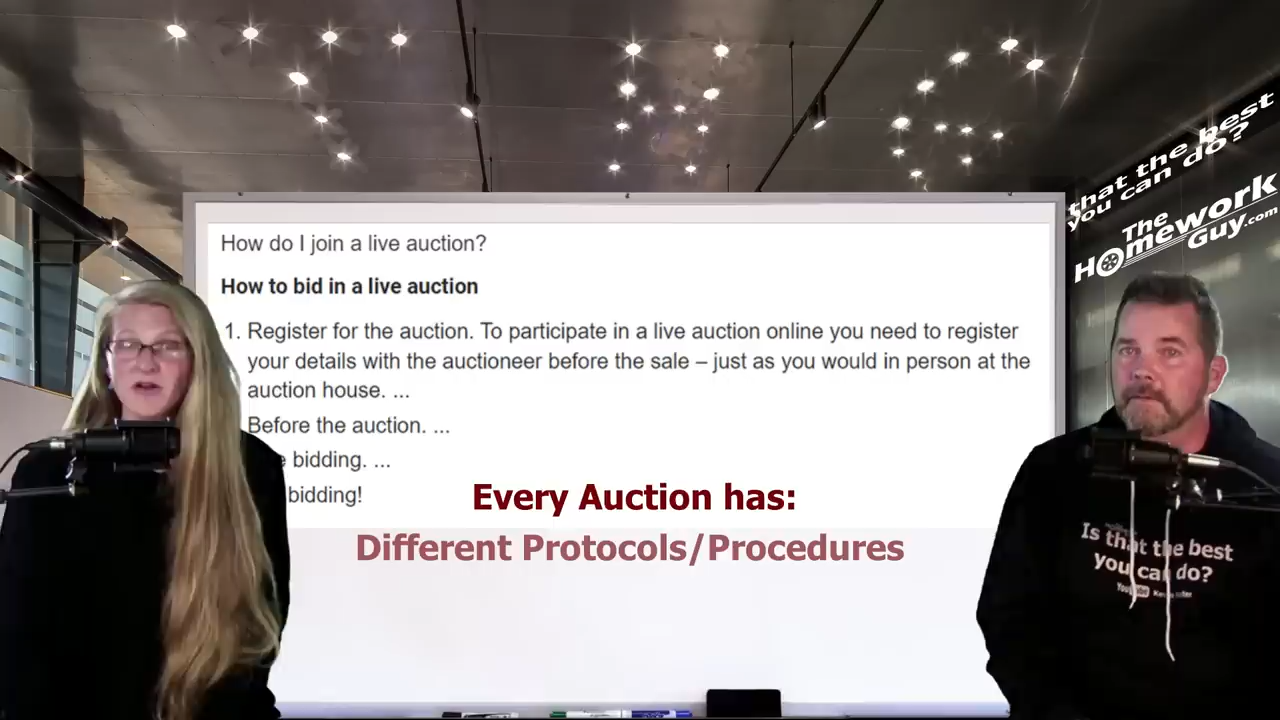 that the best
you can do?
The
Homework
Guy.com
How do I join a live auction?
How to bid in a live auction
1. Register for the auction. To participate in a live auction online you need to register
your details with the auctioneer before the sale – just as you would in person at the
auction house. ...
Before the auction. ...
bidding. ...
bidding!
Every Auction has:
Different Protocols/Procedures
Is that the best
you can do?